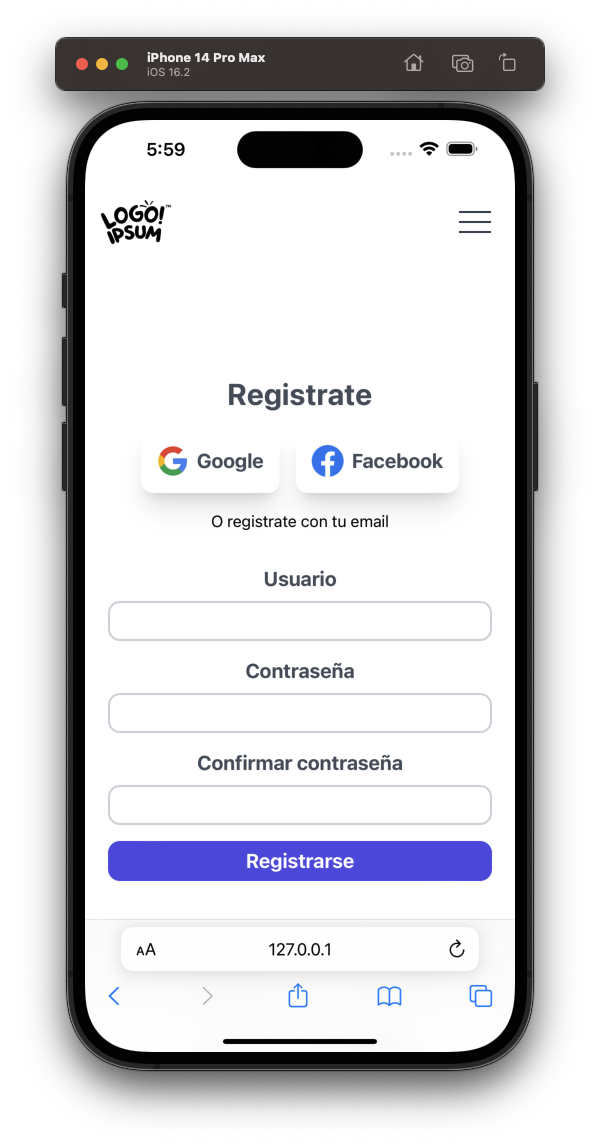 iPhone 14 Pro Max
iOS 16.2
5:59
LOGO!™
IPSUM
Registrate
Google
Facebook
O registrate con tu email
Usuario
Contraseña
Confirmar contraseña
Registrarse
AA
127.0.0.1